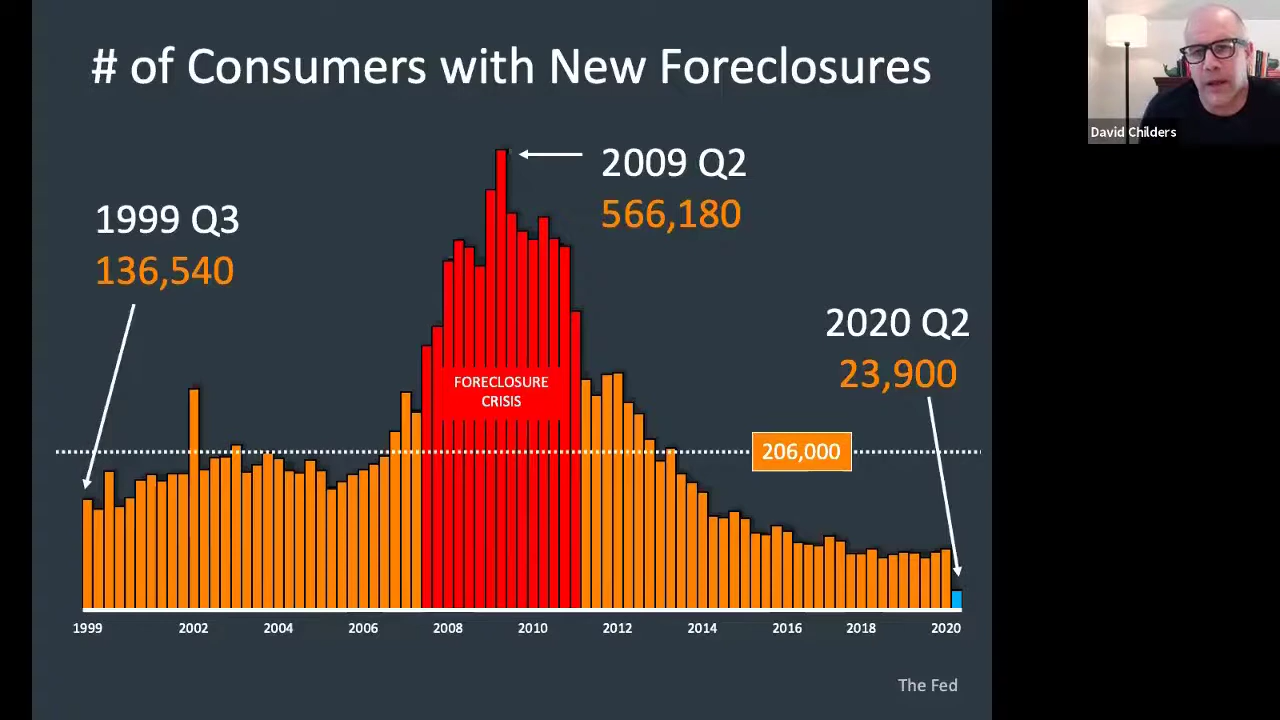 # of Consumers with New Foreclosures
David Childers
2009 Q2
566,180
1999 Q3
136,540
2020 Q2
23,900
FORECLOSURE
CRISIS
206,000
1999 2002 2004 2006 2008 2010 2012 2014 2016 2018 2020
The Fed